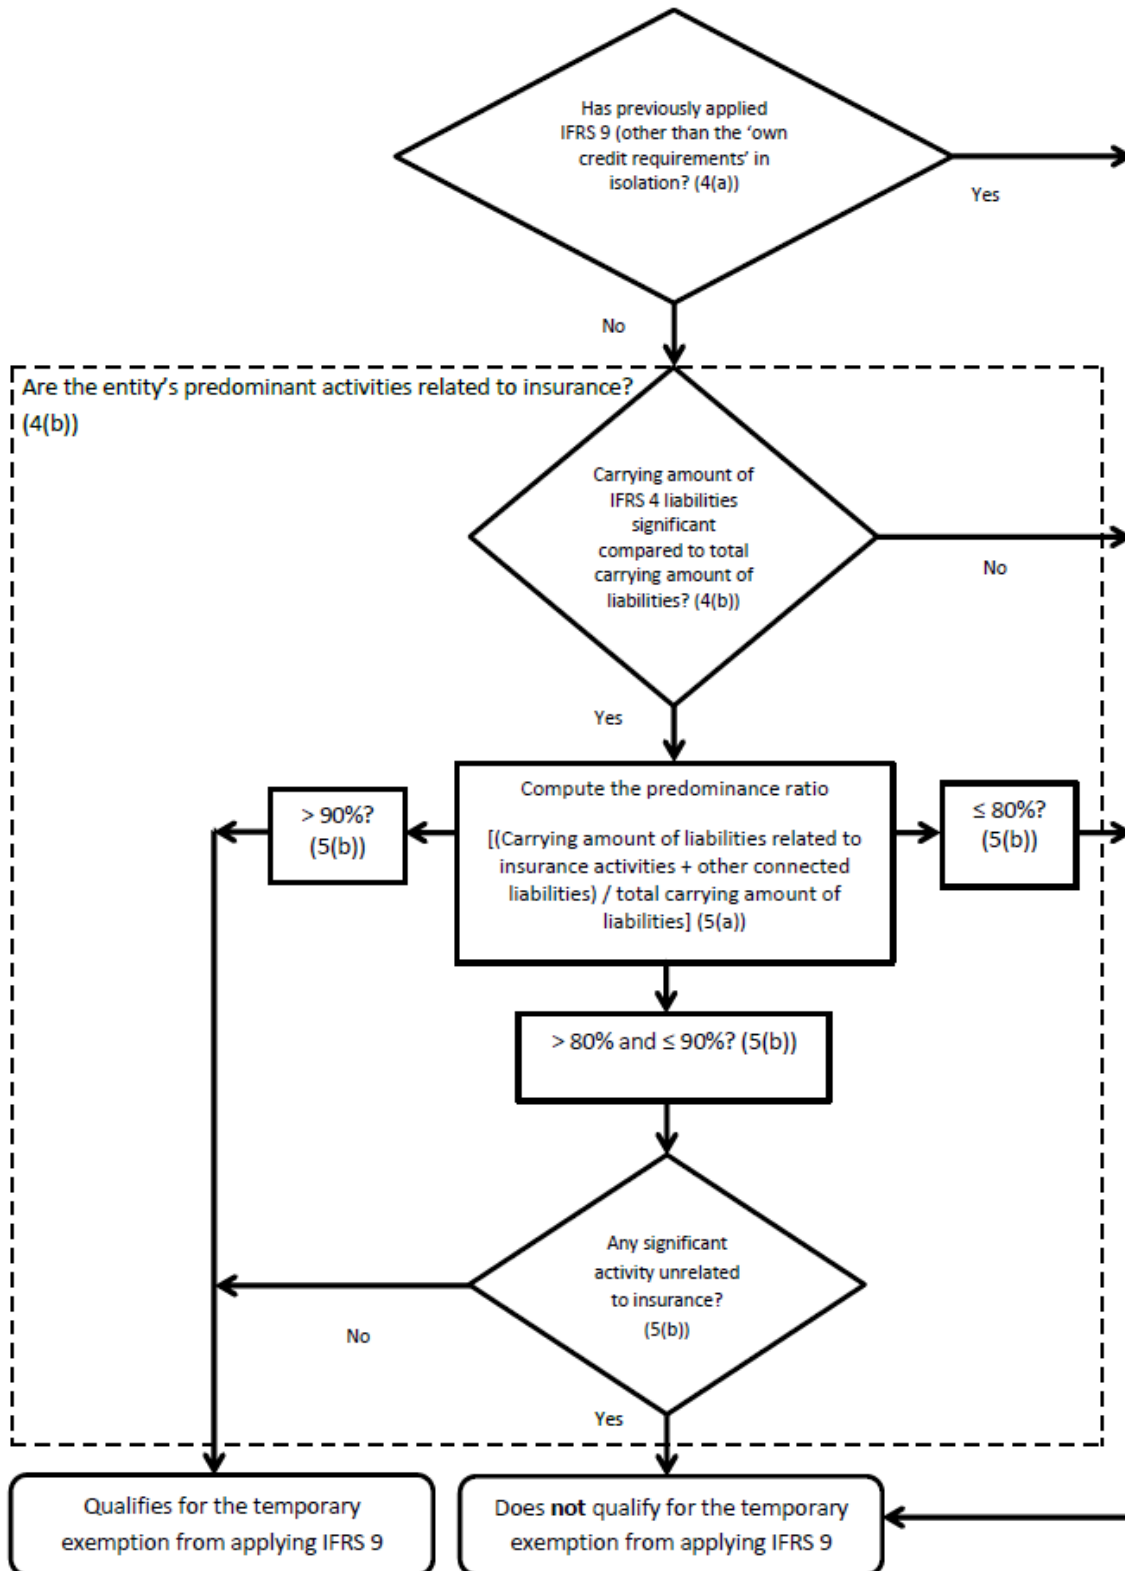 Has previously applied
IFRS 9 (other than the ‘own
credit requirements’ in
isolation? (4(a))
Yes
No
Are the entity’s predominant activities related to insurance?
(4(b))
Carrying amount of
IFRS 4 liabilities
significant
compared to total
carrying amount of
liabilities? (4(b))
No
Yes
Compute the predominance ratio
[(Carrying amount of liabilities related to
insurance activities + other connected
liabilities) / total carrying amount of
liabilities] (5(a))
> 90%?
(5(b))
≤ 80%?
(5(b))
> 80% and ≤ 90%? (5(b))
Any significant
activity unrelated
to insurance?
(5(b))
No
Yes
Qualifies for the temporary
exemption from applying IFRS 9
Does not qualify for the temporary
exemption from applying IFRS 9